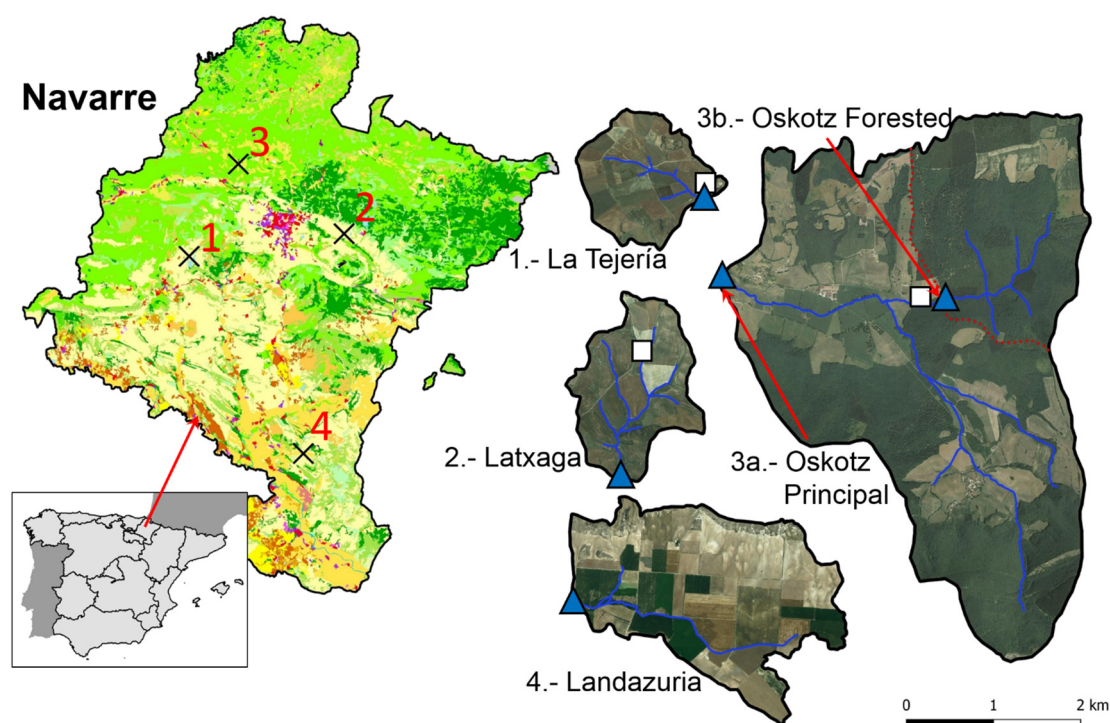 Navarre
3
2
1
4
1.- La Tejería
2.- Latxaga
3b.- Oskotz Forested
3a.- Oskotz
Principal
4.- Landazuria
0 1 2 km